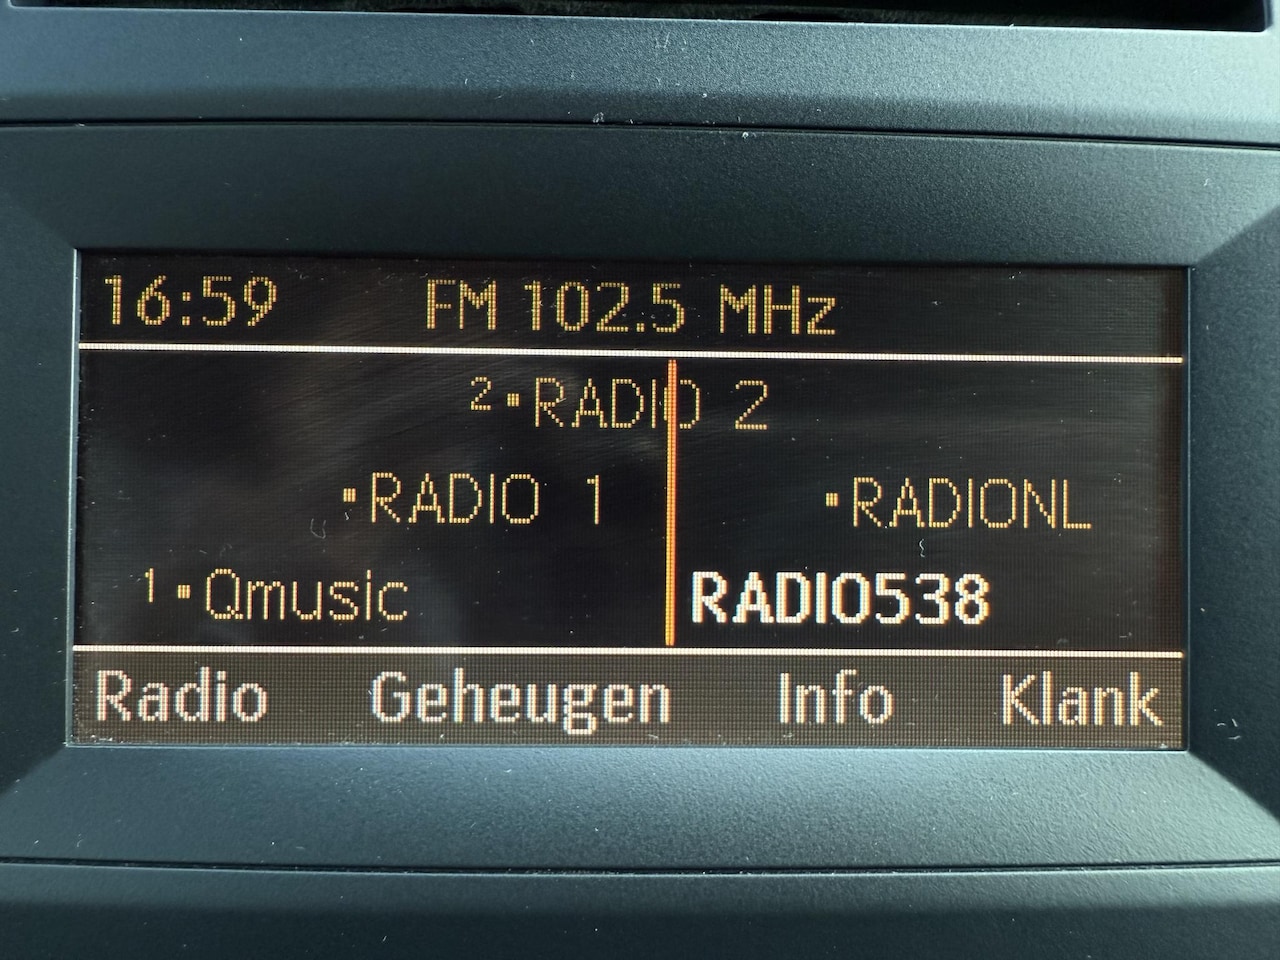 16:59 FM 102.5 MHz
2 RADIO 2
RADIO 1 RADIONL
1 Qmusic RADIO538
Radio Geheugen Info Klank